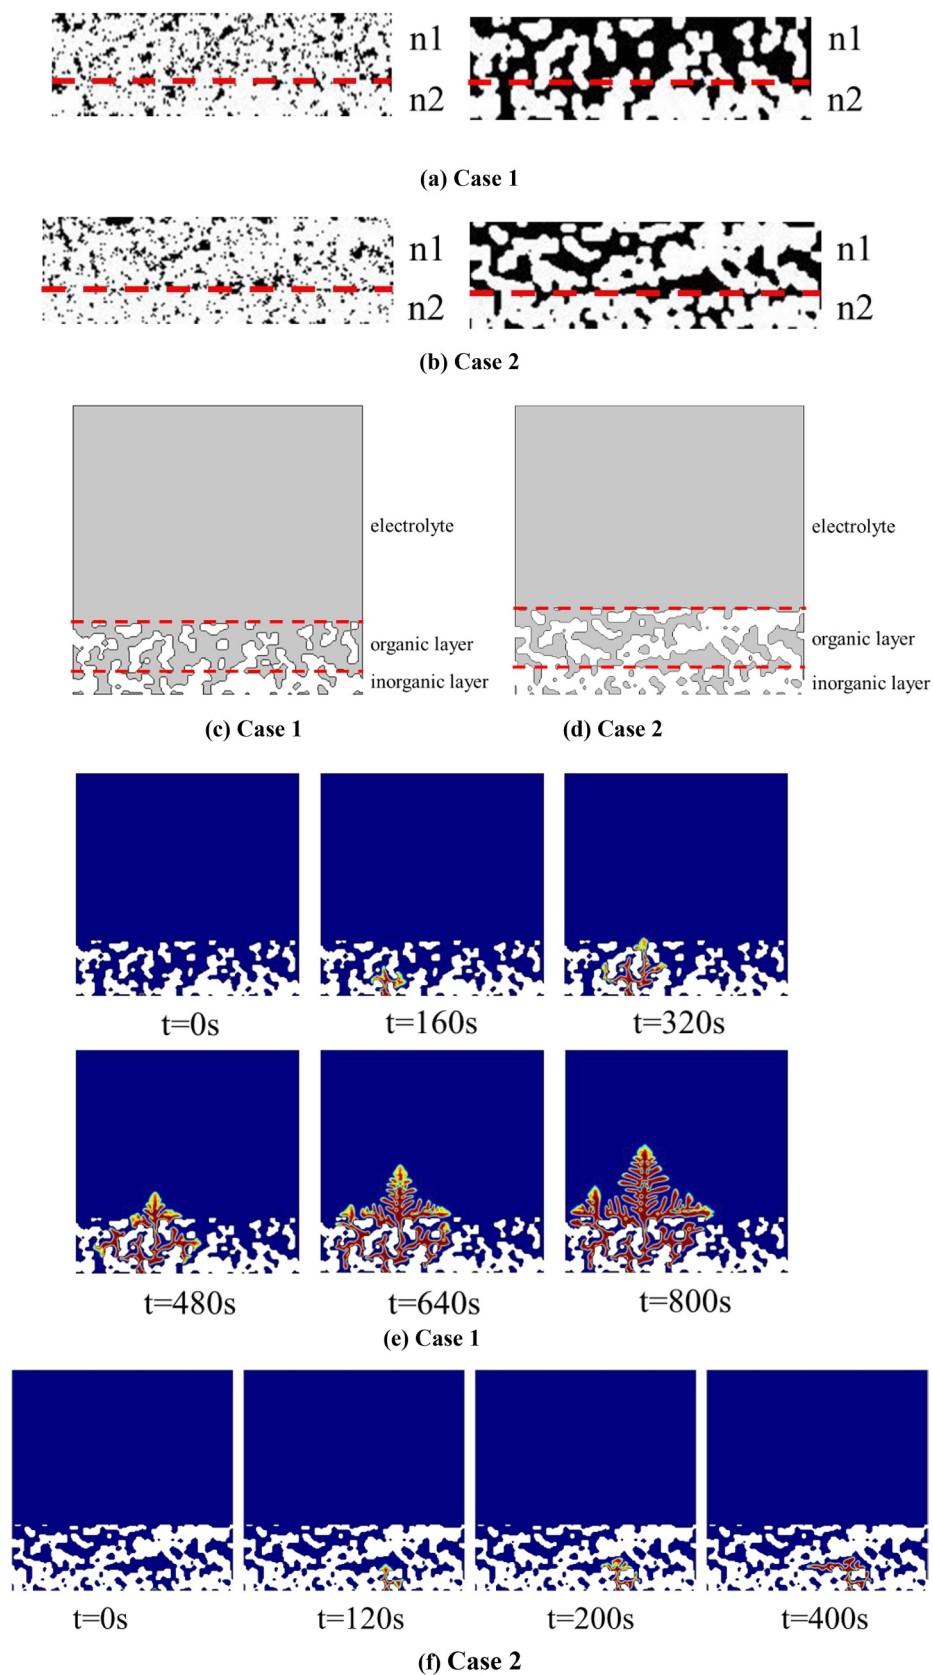 n1
n1
n2
n2
(a) Case 1
n1
n1
n2
n2
(b) Case 2
electrolyte
electrolyte
organic layer
organic layer
inorganic layer
inorganic layer
(c) Case 1
(d) Case 2
t=0s
t=160s
t=320s
t=480s
t=640s
t=800s
(e) Case 1
t=0s
t=120s
t=200s
t=400s
(f) Case 2